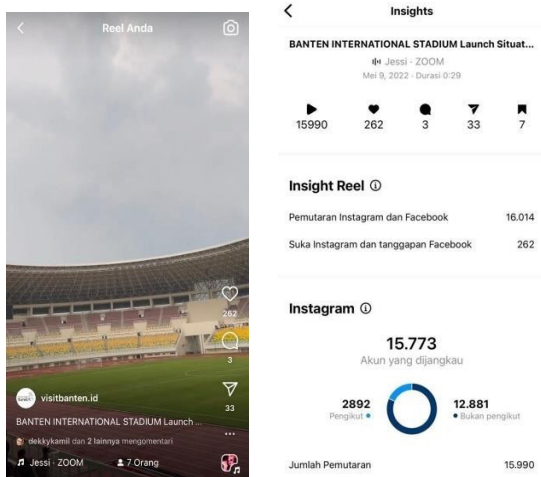 Reel Anda
262
3
33
visitbanten.id
BANTEN INTERNATIONAL STADIUM Launch ...
dekkykamil dan 2 lainnya mengomentari
Jessi · ZOOM
7 Orang
Insights
BANTEN INTERNATIONAL STADIUM Launch Situat...
Jessi · ZOOM
Mei 9, 2022 · Durasi 0:29
15990 262 3 33 7
Insight Reel
Pemutaran Instagram dan Facebook 16.014
Suka Instagram dan tanggapan Facebook 262
Instagram
15.773
Akun yang dijangkau
2892 12.881
Pengikut Bukan pengikut
Jumlah Pemutaran 15.990